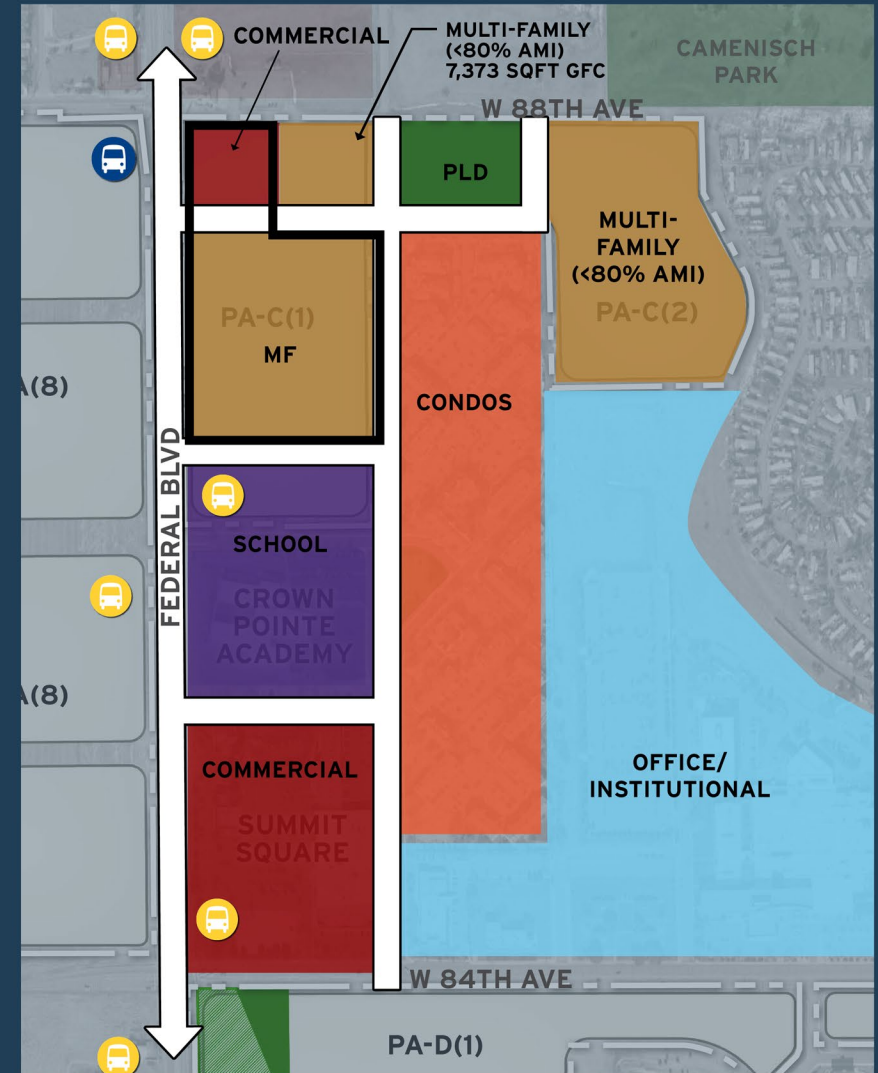 COMMERCIAL
MULTI-FAMILY
(<80% AMI)
7,373 SQFT GFC
CAMENISCH
PARK
W 88TH AVE
PLD
MULTI-
FAMILY
(<80% AMI)
PA-C(2)
PA-C(1)
MF
A(8)
CONDOS
FEDERAL BLVD
SCHOOL
CROWN
POINTE
ACADEMY
A(8)
COMMERCIAL
SUMMIT
SQUARE
OFFICE/
INSTITUTIONAL
W 84TH AVE
PA-D(1)